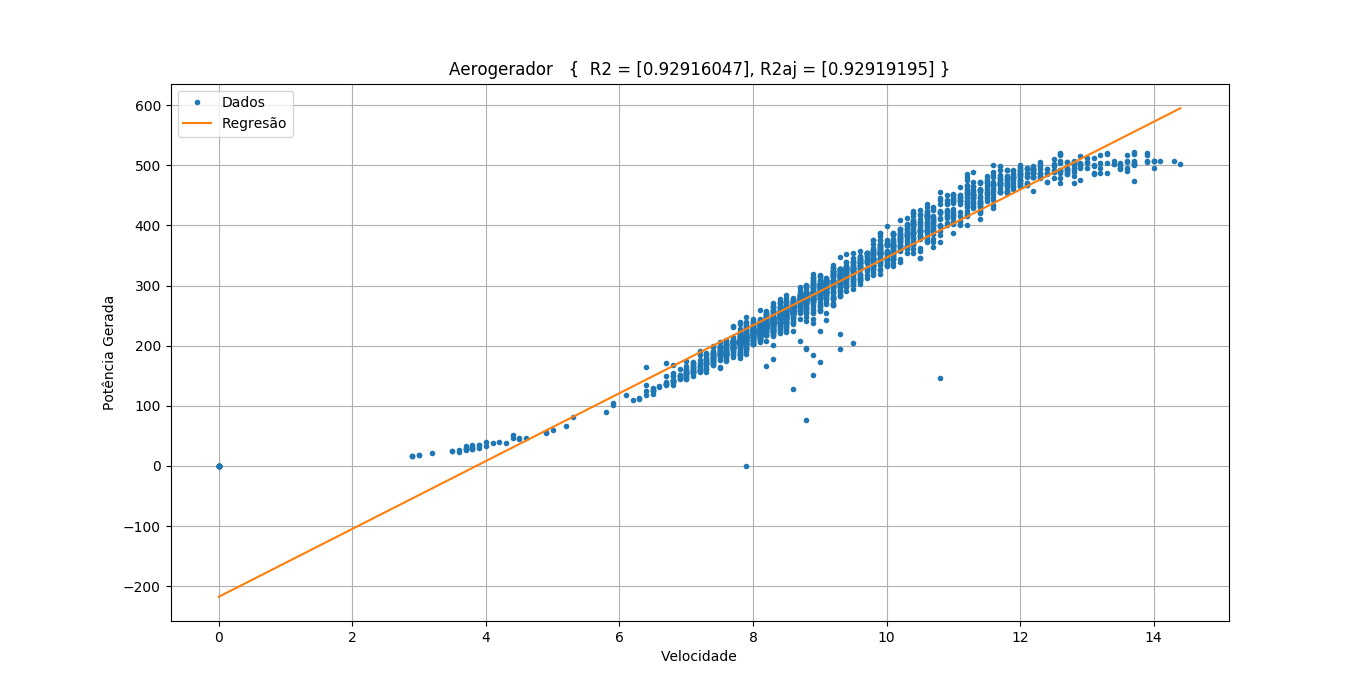 Aerogerador { R2 = [0.92916047], R2aj = [0.92919195] }
Dados
Regresão
Potência Gerada
600
500
400
300
200
100
0
−100
−200
0 2 4 6 8 10 12 14
Velocidade